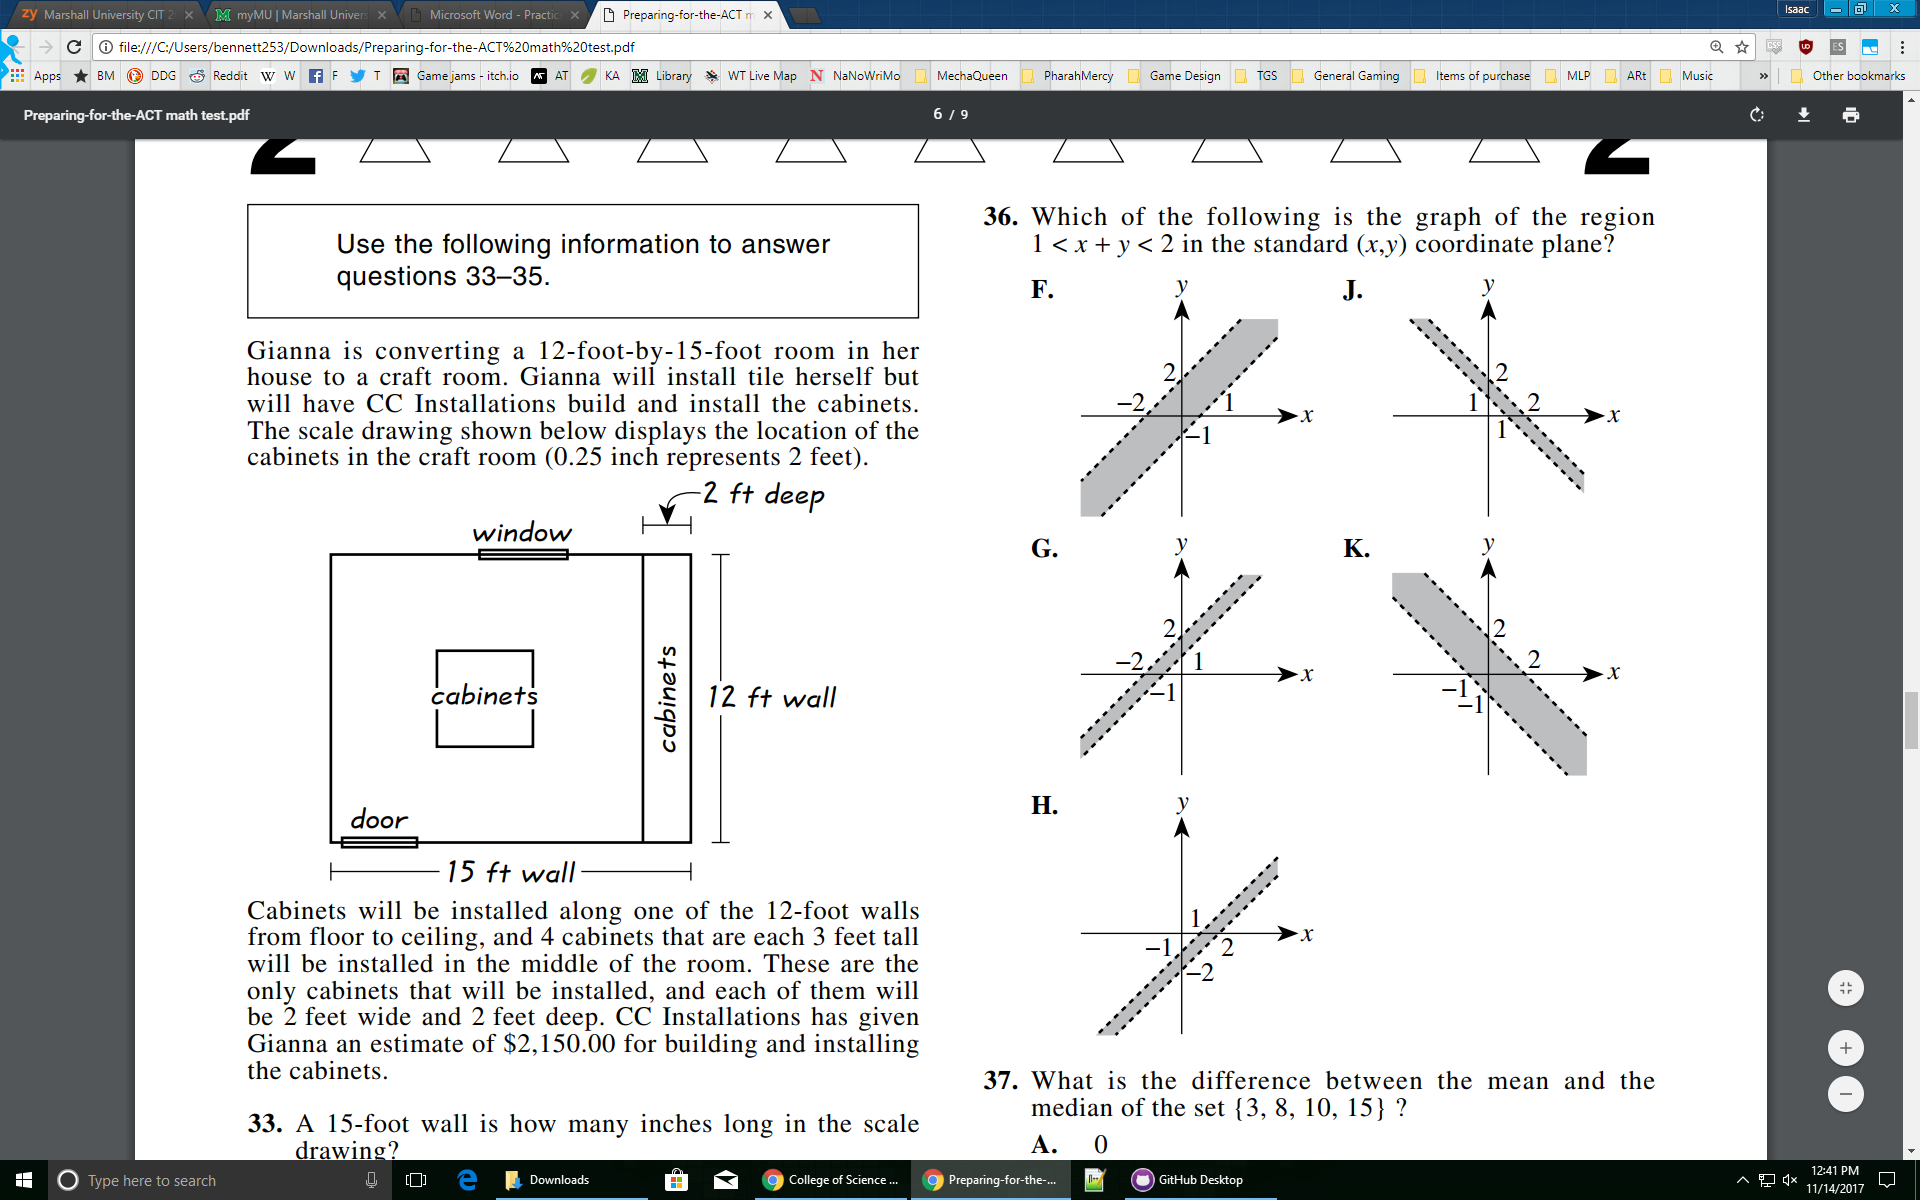 Marshall University CIT 2
myMU | Marshall Univers
Microsoft Word - Practic
Preparing-for-the-ACT m
Isaac
file:///C:/Users/bennett253/Downloads/Preparing-for-the-ACT%20math%20test.pdf
Apps
BM
DDG
Reddit
W
F
T
Game jams - itch.io
AT
KA
Library
WT Live Map
NaNoWriMo
MechaQueen
PharahMercy
Game Design
TGS
General Gaming
Items of purchase
MLP
ARt
Music
»
Other bookmarks
Preparing-for-the-ACT math test.pdf
6 / 9
2
2
Use the following information to answer
questions 33–35.
Gianna is converting a 12-foot-by-15-foot room in her
house to a craft room. Gianna will install tile herself but
will have CC Installations build and install the cabinets.
The scale drawing shown below displays the location of the
cabinets in the craft room (0.25 inch represents 2 feet).
2 ft deep
window
cabinets
cabinets
12 ft wall
door
15 ft wall
Cabinets will be installed along one of the 12-foot walls
from floor to ceiling, and 4 cabinets that are each 3 feet tall
will be installed in the middle of the room. These are the
only cabinets that will be installed, and each of them will
be 2 feet wide and 2 feet deep. CC Installations has given
Gianna an estimate of $2,150.00 for building and installing
the cabinets.
33. A 15-foot wall is how many inches long in the scale
drawing?
36. Which of the following is the graph of the region
1 < x + y < 2 in the standard (x,y) coordinate plane?
F.
y
2
−2
1
x
−1
J.
y
2
1
2
x
1
G.
y
2
−2
1
x
−1
K.
y
2
2
x
−1
−1
H.
y
1
x
−1
2
−2
37. What is the difference between the mean and the
median of the set {3, 8, 10, 15} ?
A. 0
Type here to search
Downloads
College of Science ...
Preparing-for-the-...
GitHub Desktop
12:41 PM
11/14/2017